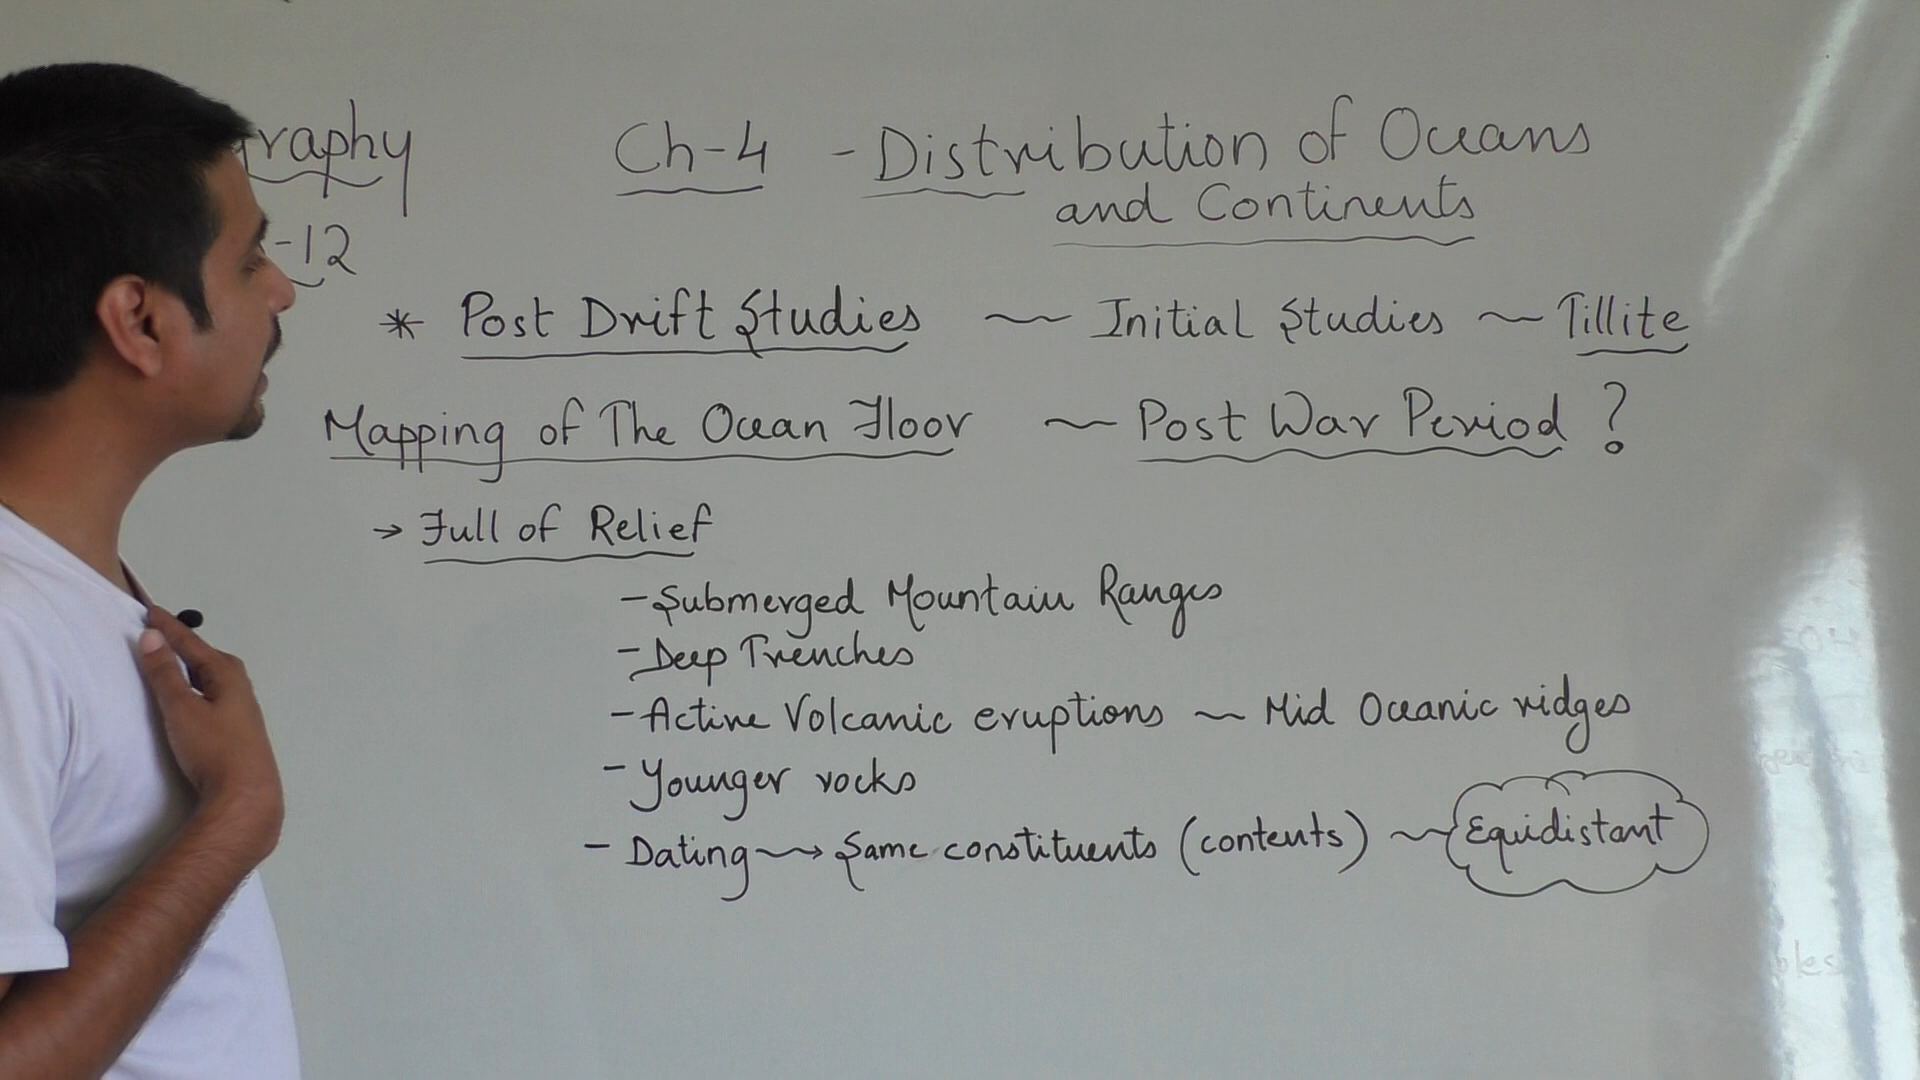 graphy
Ch-4 - Distribution of Oceans
and Continents
-12
* Post Drift Studies ~ Initial Studies ~ Tillite
Mapping of The Ocean Floor ~ Post War Period ?
→ Full of Relief
- Submerged Mountain Ranges
- Deep Trenches
- Active Volcanic eruptions ~ Mid Oceanic ridges
- Younger rocks
- Dating → Same constituents (contents) ~ Equidistant